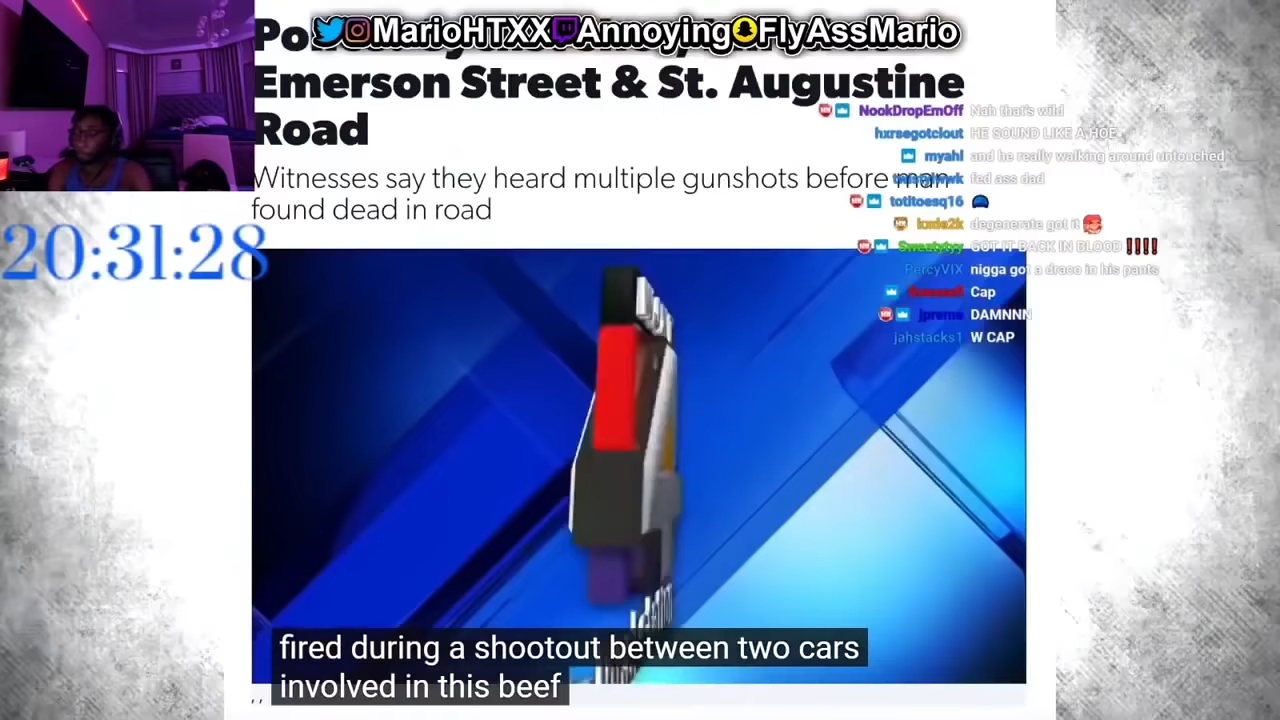 MarioHTXX Annoying FlyAssMario
Emerson Street & St. Augustine
Road
Witnesses say they heard multiple gunshots before man
found dead in road
20:31:28
NookDropEmOff Nah that's wild
hxrsegotclout HE SOUND LIKE A HOE
myahl and he really walking around untouched
fed ass dad
totitoesq16
kxde2k degenerate got it
Sweatyyy GOT IT BACK IN BLOOD
PercyVIX nigga got a draco in his pants
Cap
jpreme DAMNNN
jahstacks1 W CAP
fired during a shootout between two cars
involved in this beef